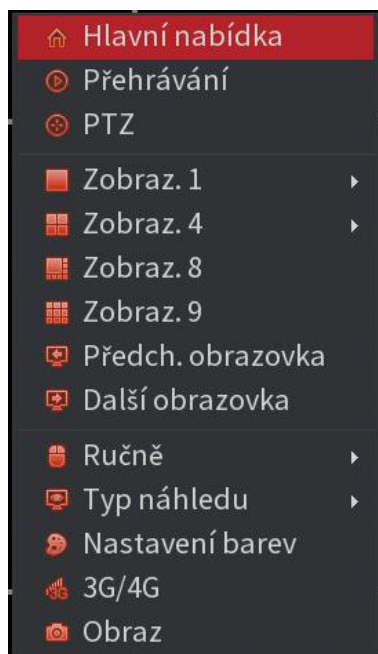 Hlavní nabídka
Přehrávání
PTZ
Zobraz. 1
Zobraz. 4
Zobraz. 8
Zobraz. 9
Předch. obrazovka
Další obrazovka
Ručně
Typ náhledu
Nastavení barev
3G
3G/4G
Obraz